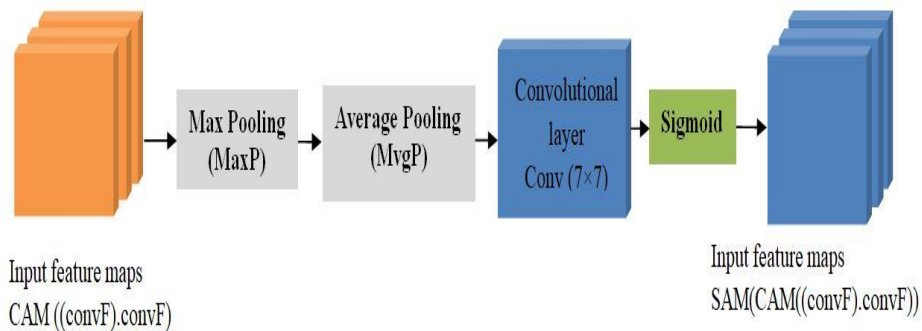 Max Pooling
(MaxP)
Average Pooling
(MvgP)
Convolutional
layer
Conv (7×7)
Sigmoid
Input feature maps
CAM ((convF).convF)
Input feature maps
SAM(CAM((convF).convF))